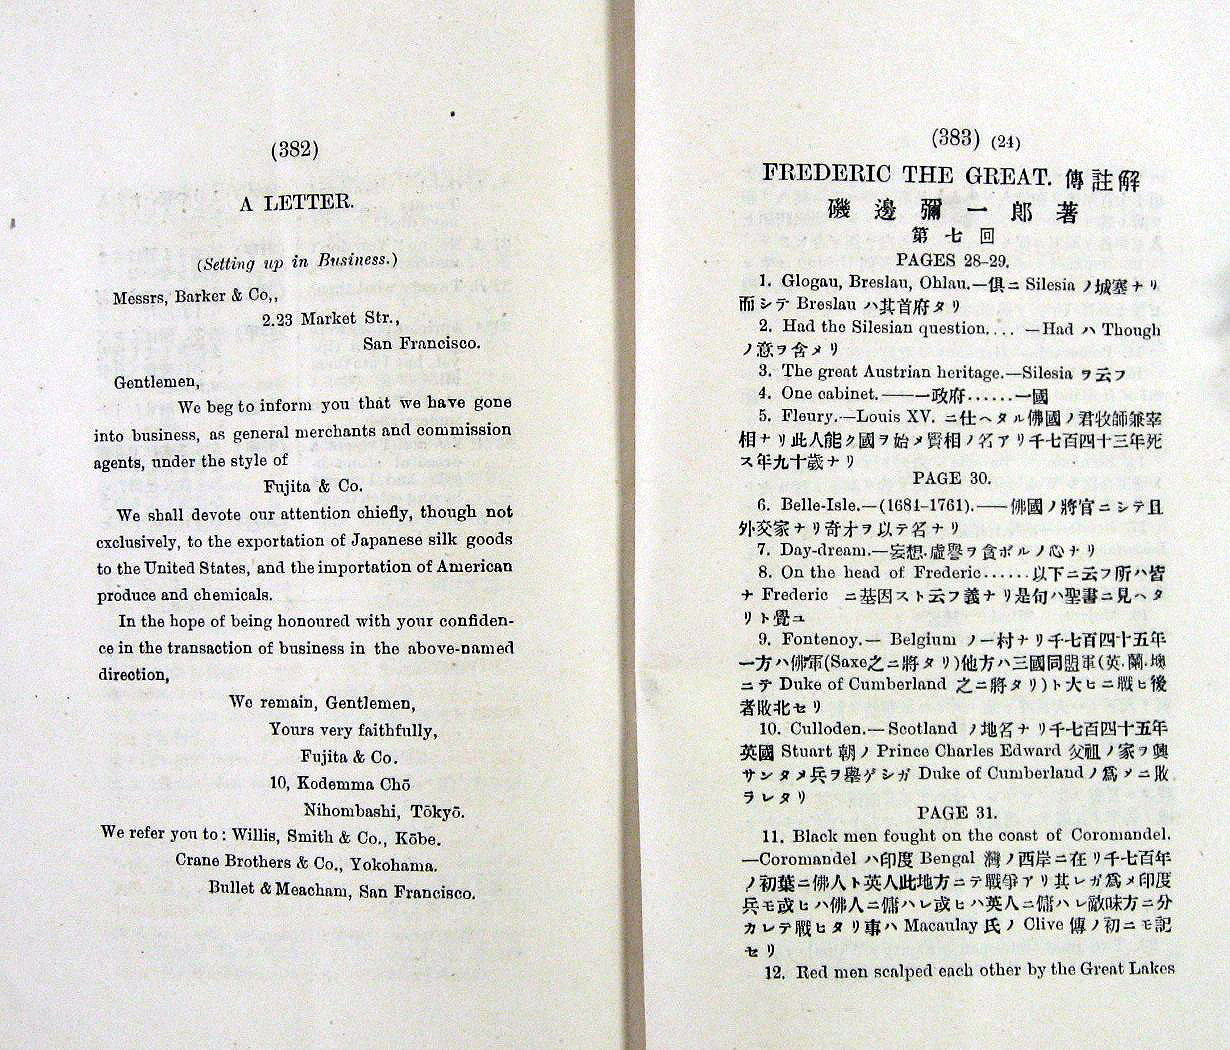 (382)
A LETTER.
(Setting up in Business.)
Messrs, Barker & Co,,
2.23 Market Str.,
San Francisco.
Gentlemen,
We beg to inform you that we have gone
into business, as general merchants and commission
agents, under the style of
Fujita & Co.
We shall devote our attention chiefly, though not
exclusively, to the exportation of Japanese silk goods
to the United States, and the importation of American
produce and chemicals.
In the hope of being honoured with your confiden-
ce in the transaction of business in the above-named
direction,
We remain, Gentlemen,
Yours very faithfully,
Fujita & Co.
10, Kodemma Chō
Nihombashi, Tōkyō.
We refer you to: Willis, Smith & Co., Kōbe.
Crane Brothers & Co., Yokohama.
Bullet & Meacham, San Francisco.
(383) (24)
FREDERIC THE GREAT. 傳註解
磯邊彌一郎著
第七回
PAGES 28-29.
1. Glogau, Breslau, Ohlau.—俱ニ Silesia ノ城塞ナリ
而シテ Breslau ハ其首府タリ
2. Had the Silesian question.... —Had ハ Though
ノ意ヲ含メリ
3. The great Austrian heritage.—Silesia ヲ云フ
4. One cabinet.——一政府......一國
5. Fleury.—Louis XV. ニ仕ヘタル佛國ノ君牧師兼宰
相ナリ此人能ク國ヲ始メ賢相ノ名アリ千七百四十三年死
ス年九十歲ナリ
PAGE 30.
6. Belle-Isle.—(1684-1761).——佛國ノ將官ニシテ且
外交家ナリ奇才ヲ以テ名ナリ
7. Day-dream.—妄想.虛譽ヲ貪ボルノ心ナリ
8. On the head of Frederic......以下ニ云フ所ハ皆
ナ Frederic ニ基因スト云フ義ナリ是句ハ聖書ニ見ヘタ
リト覺ユ
9. Fontenoy.— Belgium ノ一村ナリ千七百四十五年
一方ハ佛軍(Saxe之ニ將タリ)他方ハ三國同盟軍(英.蘭.墺
ニテ Duke of Cumberland 之ニ將タリ)ト大ヒニ戰ヒ後
者敗北セリ
10. Culloden.— Scotland ノ地名ナリ千七百四十五年
英國 Stuart 朝ノ Prince Charles Edward 父祖ノ家ヲ興
サンタメ兵ヲ擧ゲシガ Duke of Cumberland ノ爲メニ敗
ラレタリ
PAGE 31.
11. Black men fought on the coast of Coromandel.
—Coromandel ハ印度 Bengal 灣ノ西岸ニ在リ千七百年
ノ初葉ニ佛人ト英人此地方ニテ戰爭アリ其レガ爲メ印度
兵モ或ヒハ佛人ニ傭ハレ或ヒハ英人ニ傭ハレ敵味方ニ分
カレテ戰ヒタリ事ハ Macaulay 氏ノ Clive 傳ノ初ニモ記
セリ
12. Red men scalped each other by the Great Lakes